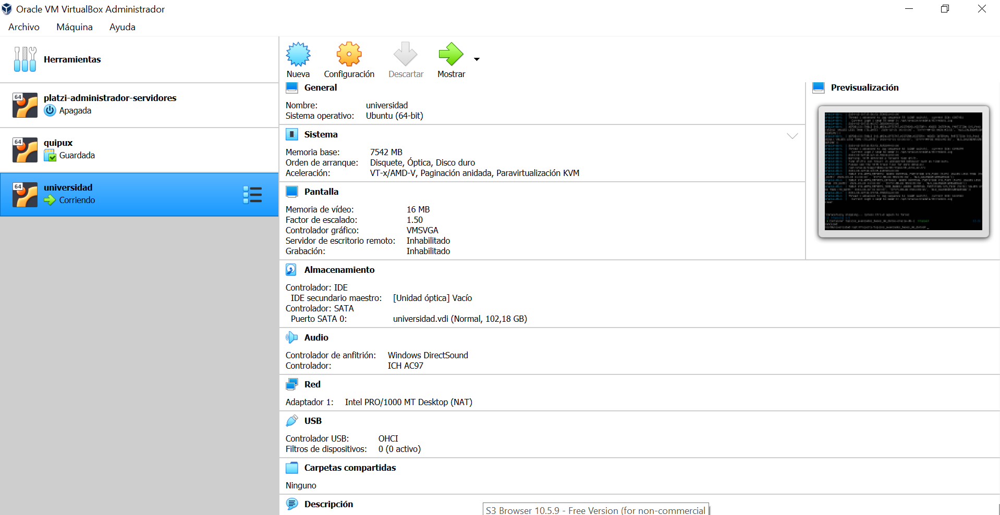 Oracle VM VirtualBox Administrador
Archivo Máquina Ayuda
Herramientas
64
platzi-administrador-servidores
Apagada
64
quipux
Guardada
64
universidad
Corriendo
Nueva Configuración Descartar Mostrar
General
Nombre: universidad
Sistema operativo: Ubuntu (64-bit)
Sistema
Memoria base: 7542 MB
Orden de arranque: Disquete, Óptica, Disco duro
Aceleración: VT-x/AMD-V, Paginación anidada, Paravirtualización KVM
Pantalla
Memoria de vídeo: 16 MB
Factor de escalado: 1.50
Controlador gráfico: VMSVGA
Servidor de escritorio remoto: Inhabilitado
Grabación: Inhabilitado
Previsualización
Almacenamiento
Controlador: IDE
IDE secundario maestro: [Unidad óptica] Vacío
Controlador: SATA
Puerto SATA 0: universidad.vdi (Normal, 102,18 GB)
Audio
Controlador de anfitrión: Windows DirectSound
Controlador: ICH AC97
Red
Adaptador 1: Intel PRO/1000 MT Desktop (NAT)
USB
Controlador USB: OHCI
Filtros de dispositivos: 0 (0 activo)
Carpetas compartidas
Ninguno
Descripción
S3 Browser 10.5.9 - Free Version (for non-commercial